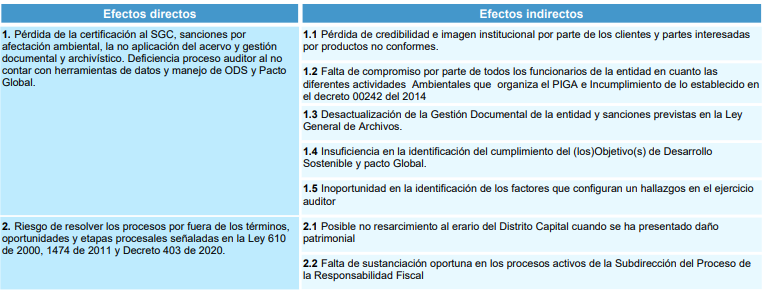 Efectos directos
Efectos indirectos
1. Pérdida de la certificación al SGC, sanciones por
afectación ambiental, la no aplicación del acervo y gestión
documental y archivístico. Deficiencia proceso auditor al no
contar con herramientas de datos y manejo de ODS y Pacto
Global.
1.1 Pérdida de credibilidad e imagen institucional por parte de los clientes y partes interesadas
por productos no conformes.
1.2 Falta de compromiso por parte de todos los funcionarios de la entidad en cuanto las
diferentes actividades Ambientales que organiza el PIGA e Incumplimiento de lo establecido en
el decreto 00242 del 2014
1.3 Desactualización de la Gestión Documental de la entidad y sanciones previstas en la Ley
General de Archivos.
1.4 Insuficiencia en la identificación del cumplimiento del (los)Objetivo(s) de Desarrollo
Sostenible y pacto Global.
1.5 Inoportunidad en la identificación de los factores que configuran un hallazgos en el ejercicio
auditor
2. Riesgo de resolver los procesos por fuera de los términos,
oportunidades y etapas procesales señaladas en la Ley 610
de 2000, 1474 de 2011 y Decreto 403 de 2020.
2.1 Posible no resarcimiento al erario del Distrito Capital cuando se ha presentado daño
patrimonial
2.2 Falta de sustanciación oportuna en los procesos activos de la Subdirección del Proceso de
la Responsabilidad Fiscal